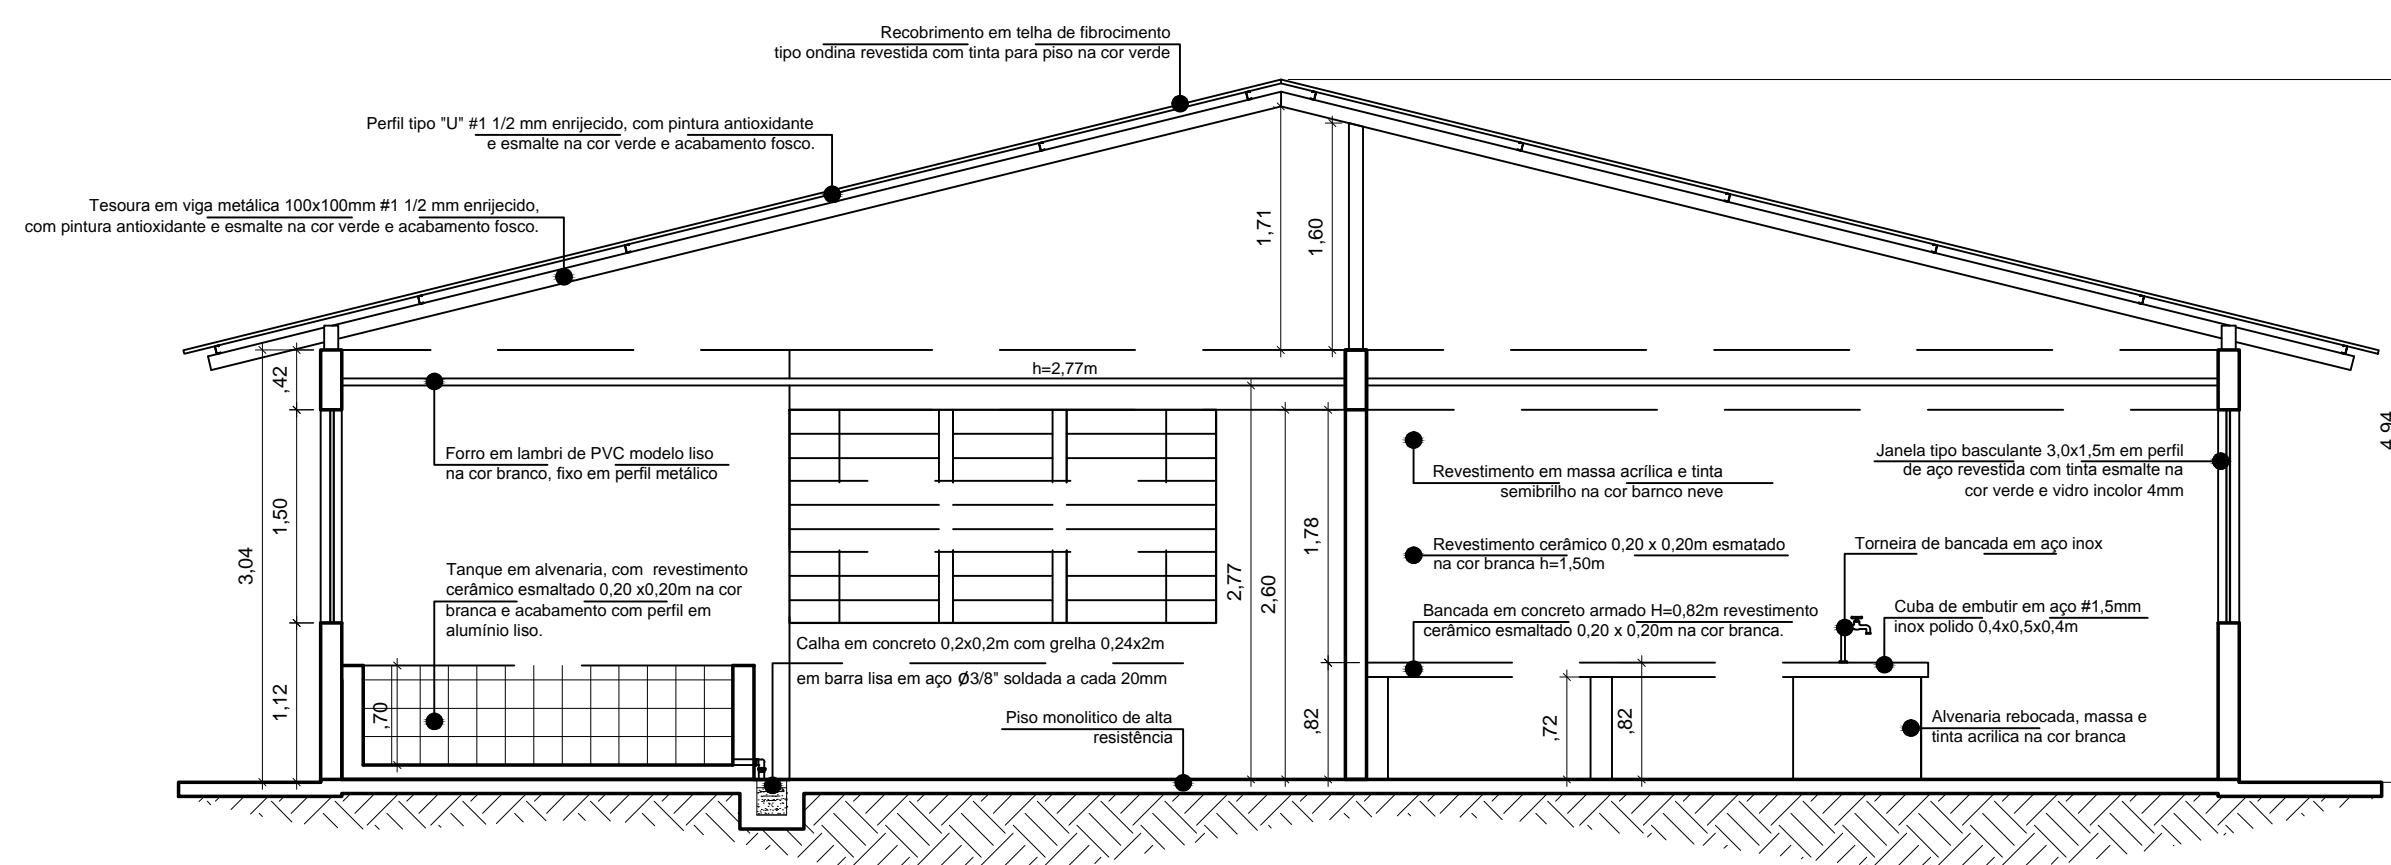 Recobrimento em telha de fibrocimento
tipo ondina revestida com tinta para piso na cor verde
Perfil tipo "U" #1 1/2 mm enrijecido, com pintura antioxidante
e esmalte na cor verde e acabamento fosco.
Tesoura em viga metálica 100x100mm #1 1/2 mm enrijecido,
com pintura antioxidante e esmalte na cor verde e acabamento fosco.
1,71
1,60
h=2,77m
,42
1,50
3,04
1,12
Forro em lambri de PVC modelo liso
na cor branco, fixo em perfil metálico
Tanque em alvenaria, com revestimento
cerâmico esmaltado 0,20 x0,20m na cor
branca e acabamento com perfil em
alumínio liso.
,70
Calha em concreto 0,2x0,2m com grelha 0,24x2m
em barra lisa em aço Ø3/8" soldada a cada 20mm
Piso monolitico de alta
resistência
2,77
2,60
1,78
,82
Revestimento em massa acrílica e tinta
semibrilho na cor barnco neve
Revestimento cerâmico 0,20 x 0,20m esmatado
na cor branca h=1,50m
Bancada em concreto armado H=0,82m revestimento
cerâmico esmaltado 0,20 x 0,20m na cor branca.
,72
,82
Janela tipo basculante 3,0x1,5m em perfil
de aço revestida com tinta esmalte na
cor verde e vidro incolor 4mm
Torneira de bancada em aço inox
Cuba de embutir em aço #1,5mm
inox polido 0,4x0,5x0,4m
Alvenaria rebocada, massa e
tinta acrilica na cor branca
4,94